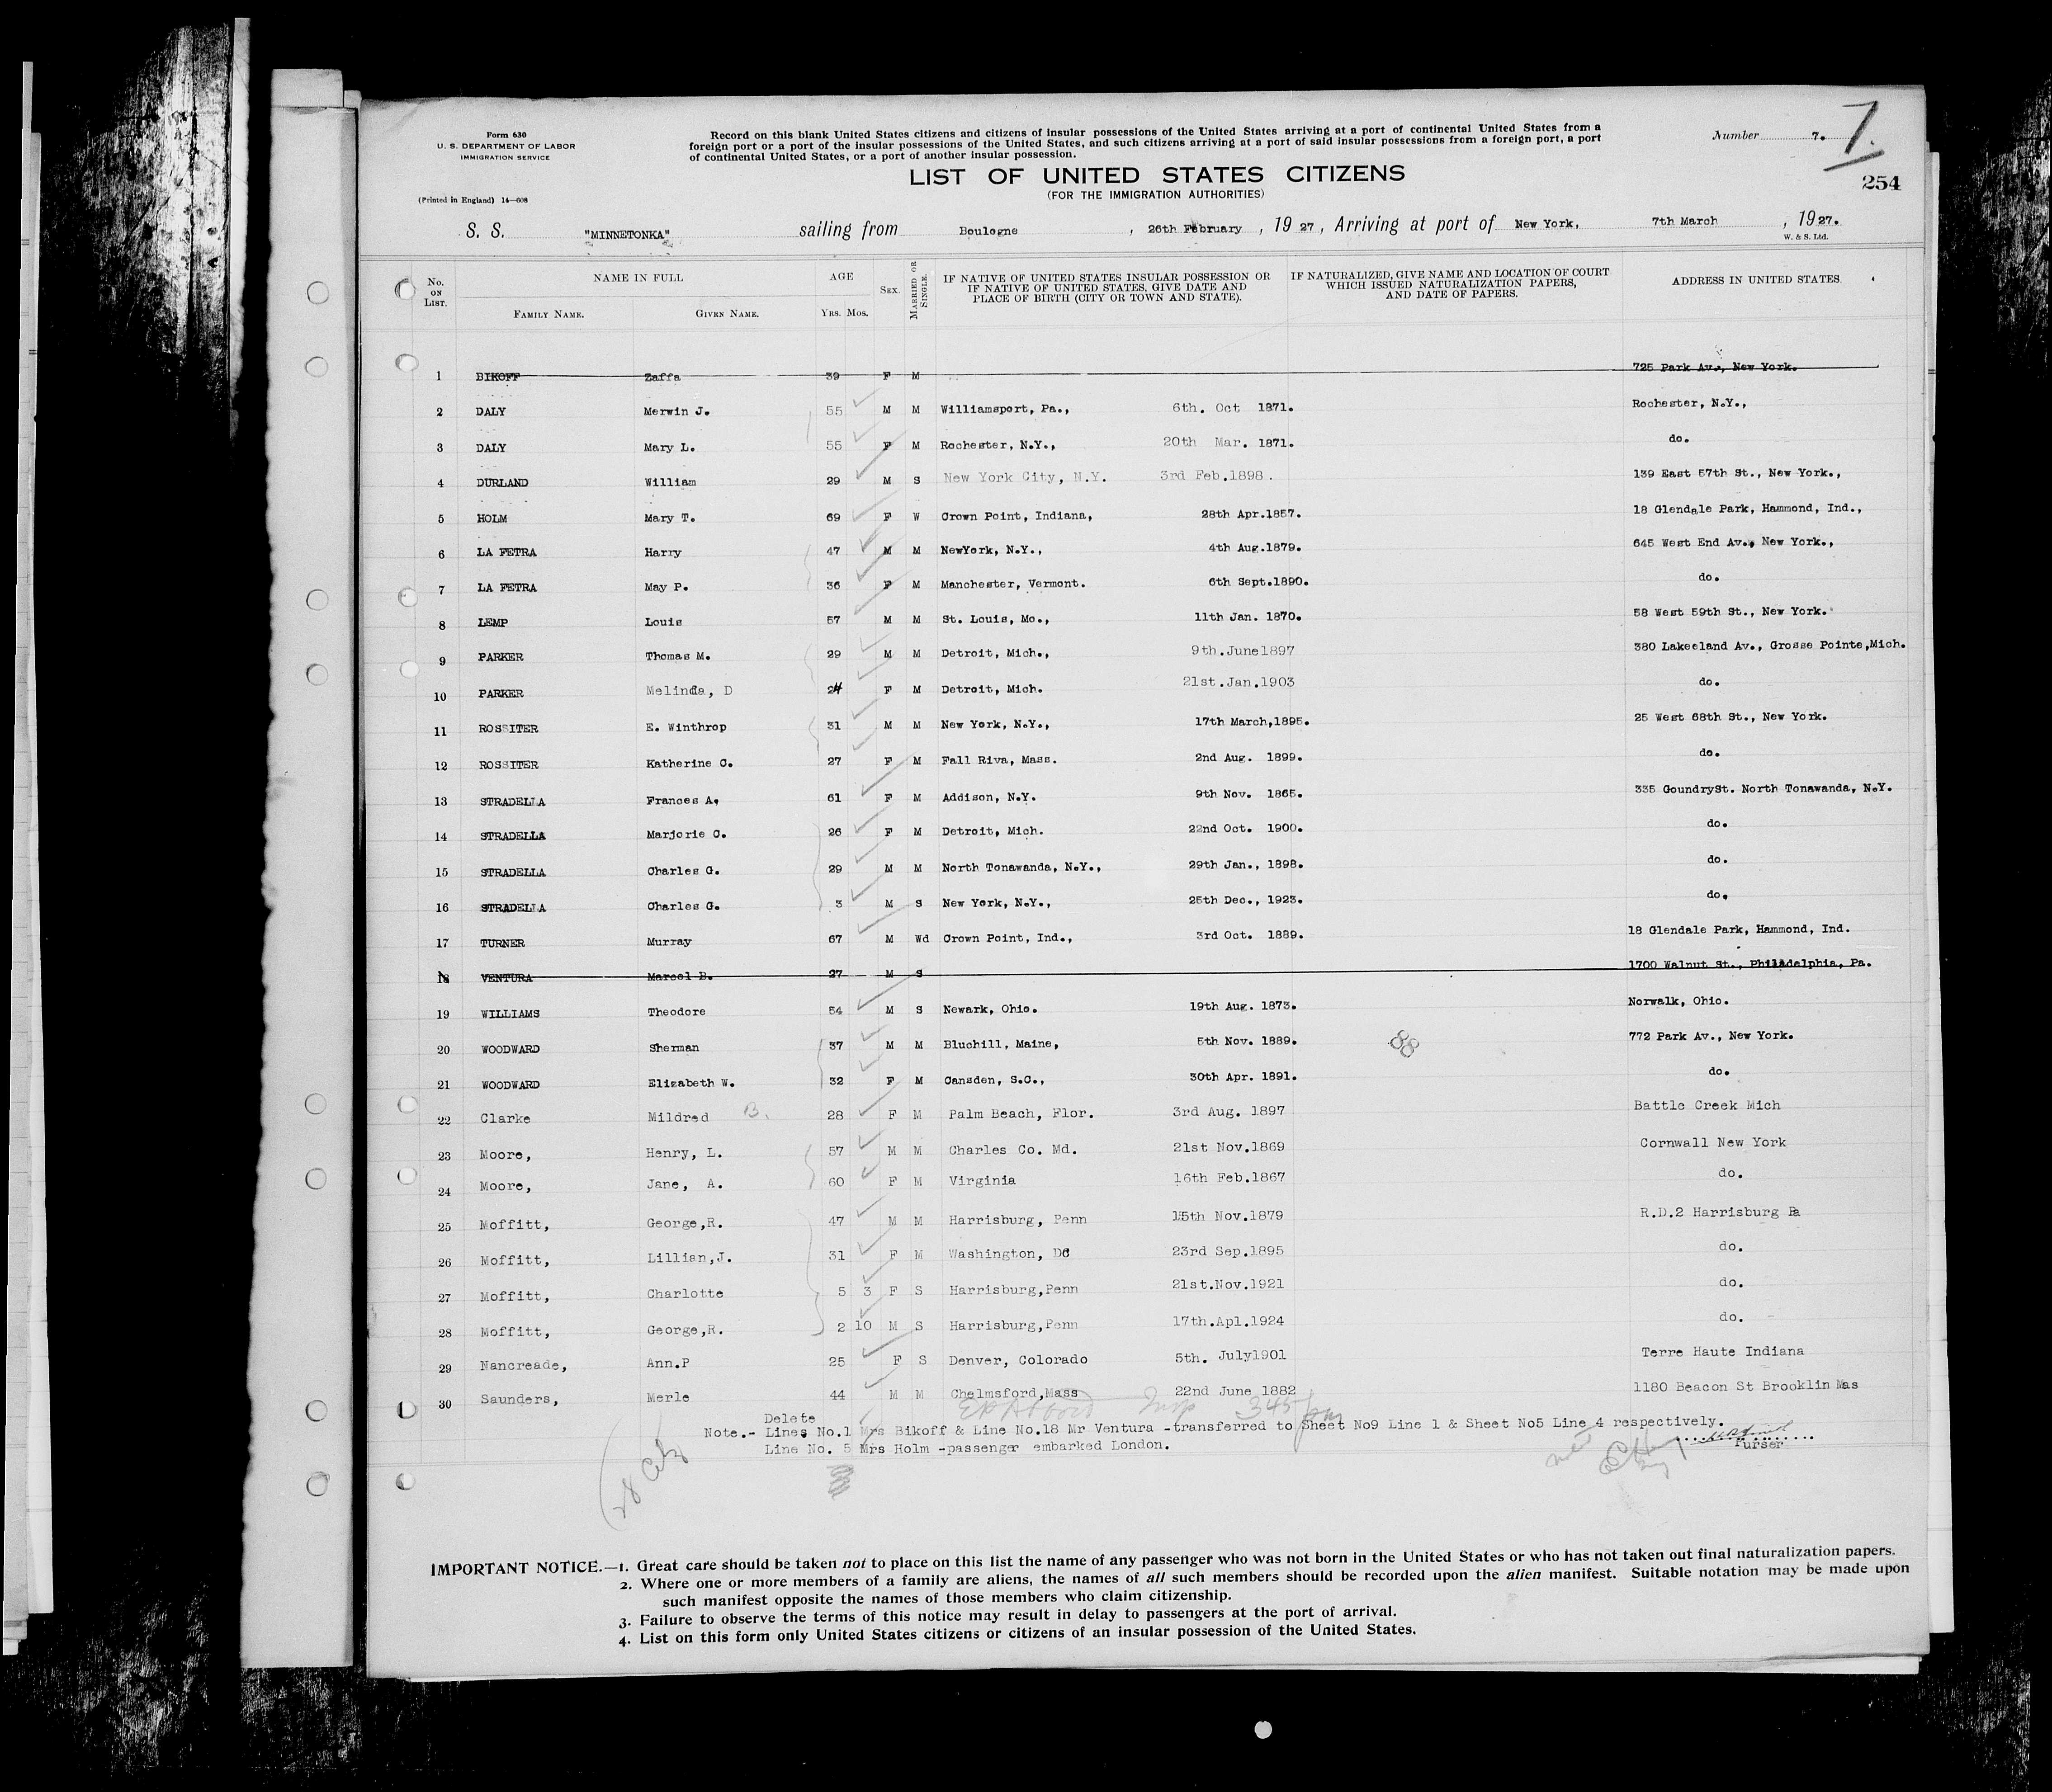 Form 630
U. S. DEPARTMENT OF LABOR
IMMIGRATION SERVICE
(Printed in England) 14—608
Record on this blank United States citizens and citizens of insular possessions of the United States arriving at a port of continental United States from a
foreign port or a port of the insular possessions of the United States, and such citizens arriving at a port of said insular possessions from a foreign port, a port
of continental United States, or a port of another insular possession.
Number 7. 7.
254
LIST OF UNITED STATES CITIZENS
(FOR THE IMMIGRATION AUTHORITIES)
S. S. "MINNETONKA" sailing from Boulogne, 26th February, 1927, Arriving at port of New York, 7th March, 1927.
W. & S. Ltd.
No. ON LIST. NAME IN FULL AGE SEX. MARRIED OR SINGLE. IF NATIVE OF UNITED STATES INSULAR POSSESSION OR IF NATIVE OF UNITED STATES, GIVE DATE AND PLACE OF BIRTH (CITY OR TOWN AND STATE). IF NATURALIZED, GIVE NAME AND LOCATION OF COURT WHICH ISSUED NATURALIZATION PAPERS, AND DATE OF PAPERS. ADDRESS IN UNITED STATES.
FAMILY NAME. GIVEN NAME. YRS. MOS.
1 BIKOFF Zaffa 39 F M 725 Park Av., New York.
2 DALY Merwin J. 55 M M Williamsport, Pa., 6th. Oct 1871. Rochester, N.Y.,
3 DALY Mary L. 55 F M Rochester, N.Y., 20th Mar. 1871. do.
4 DURLAND William 29 M S New York City, N.Y. 3rd Feb.1898. 139 East 57th St., New York.,
5 HOLM Mary T. 69 F W Crown Point, Indiana, 28th Apr.1857. 18 Glendale Park, Hammond, Ind.,
6 LA FETRA Harry 47 M M NewYork, N.Y., 4th Aug.1879. 645 West End Av., New York.,
7 LA FETRA May P. 36 F M Manchester, Vermont. 6th Sept.1890. do.
8 LEMP Louis 57 M M St. Louis, Mo., 11th Jan. 1870. 58 West 59th St., New York.
9 PARKER Thomas M. 29 M M Detroit, Mich., 9th.June1897 380 Lakeeland Av., Grosse Pointe,Mich.
10 PARKER Melinda, D 24 F M Detroit, Mich. 21st.Jan.1903 do.
11 ROSSITER E. Winthrop 31 M M New York, N.Y., 17th March,1895. 25 West 68th St., New York.
12 ROSSITER Katherine C. 27 F M Fall Riva, Mass. 2nd Aug. 1899. do.
13 STRADELLA Frances A. 61 F M Addison, N.Y. 9th Nov. 1865. 335 GoundrySt. North Tonawanda, N.Y.
14 STRADELLA Marjorie C. 26 F M Detroit, Mich. 22nd Oct. 1900. do.
15 STRADELLA Charles G. 29 M M North Tonawanda, N.Y., 29th Jan., 1898. do.
16 STRADELLA Charles G. 3 M S New York, N.Y., 25th Dec., 1923. do.
17 TURNER Murray 67 M Wd Crown Point, Ind., 3rd Oct. 1889. 18 Glendale Park, Hammond, Ind.
18 VENTURA Marcel B. 27 M S 1700 Walnut St., Philadelphia, Pa.
19 WILLIAMS Theodore 54 M S Newark, Ohio. 19th Aug. 1873. Norwalk, Ohio.
20 WOODWARD Sherman 37 M M Bluchill, Maine, 5th Nov. 1889. 772 Park Av., New York.
21 WOODWARD Elizabeth W. 32 F M Cansden, S.C., 30th Apr. 1891. do.
22 Clarke Mildred B. 28 F M Palm Beach, Flor. 3rd Aug. 1897 Battle Creek Mich
23 Moore, Henry, L. 57 M M Charles Co. Md. 21st Nov.1869 Cornwall New York
24 Moore, Jane, A. 60 F M Virginia 16th Feb.1867 do.
25 Moffitt, George,R. 47 M M Harrisburg, Penn 15th Nov.1879 R.D.2 Harrisburg Pa
26 Moffitt, Lillian,J. 31 F M Washington, DC 23rd Sep.1895 do.
27 Moffitt, Charlotte 5 3 F S Harrisburg,Penn 21st.Nov.1921 do.
28 Moffitt, George,R. 2 10 M S Harrisburg,Penn 17th.Apl.1924 do.
29 Nancreade, Ann.P 25 F S Denver, Colorado 5th. July1901 Terre Haute Indiana
30 Saunders, Merle 44 M M Chelmsford,Mass 22nd June 1882 1180 Beacon St Brooklin Mas
Insp 345 pm
Delete
Note.- Lines No.1 Mrs Bikoff & Line No.18 Mr Ventura -transferred to Sheet No9 Line 1 & Sheet No5 Line 4 respectively.
Line No. 5 Mrs Holm -passenger embarked London.
Purser
IMPORTANT NOTICE.—1. Great care should be taken not to place on this list the name of any passenger who was not born in the United States or who has not taken out final naturalization papers.
2. Where one or more members of a family are aliens, the names of all such members should be recorded upon the alien manifest. Suitable notation may be made upon
such manifest opposite the names of those members who claim citizenship.
3. Failure to observe the terms of this notice may result in delay to passengers at the port of arrival.
4. List on this form only United States citizens or citizens of an insular possession of the United States.